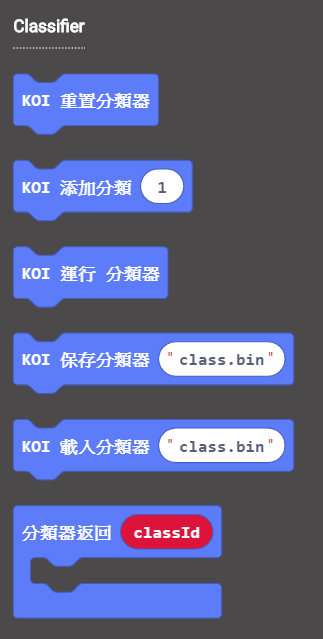 Classifier
KOI 重置分類器
KOI 添加分類 1
KOI 運行 分類器
KOI 保存分類器 "class.bin"
KOI 載入分類器 "class.bin"
分類器返回 classId